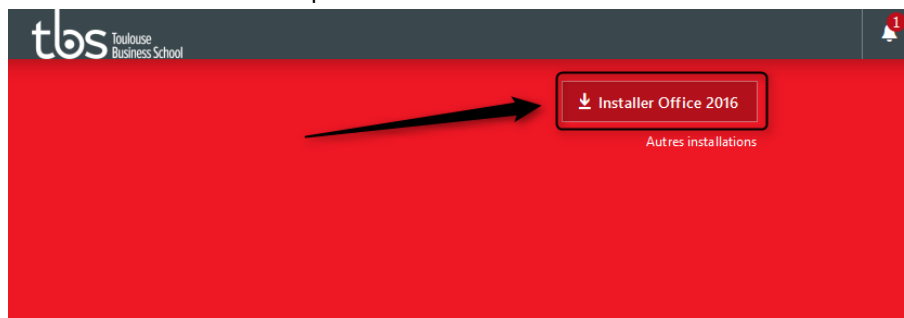 tbs Toulouse
Business School
1
Installer Office 2016
Autres installations